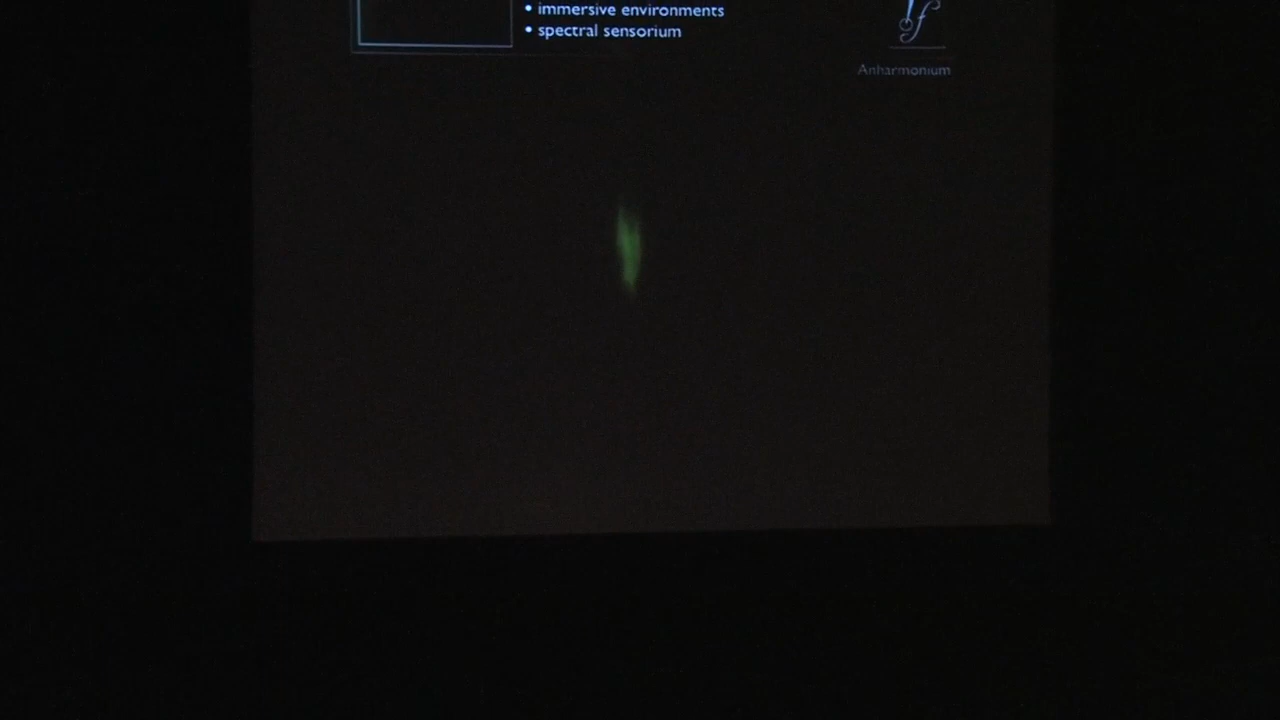 • immersive environments
• spectral sensorium
Anharmonium